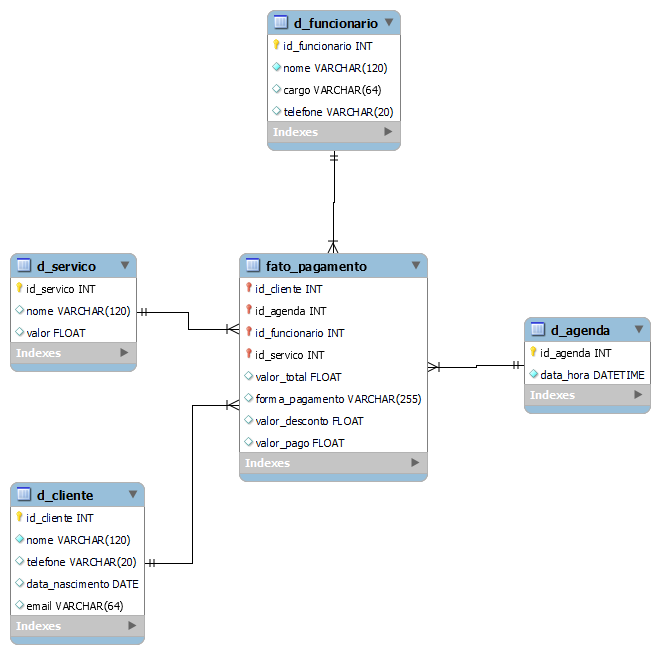 d_funcionario
id_funcionario INT
nome VARCHAR(120)
cargo VARCHAR(64)
telefone VARCHAR(20)
Indexes
d_servico
id_servico INT
nome VARCHAR(120)
valor FLOAT
Indexes
fato_pagamento
id_cliente INT
id_agenda INT
id_funcionario INT
id_servico INT
valor_total FLOAT
forma_pagamento VARCHAR(255)
valor_desconto FLOAT
valor_pago FLOAT
Indexes
d_agenda
id_agenda INT
data_hora DATETIME
Indexes
d_cliente
id_cliente INT
nome VARCHAR(120)
telefone VARCHAR(20)
data_nascimento DATE
email VARCHAR(64)
Indexes